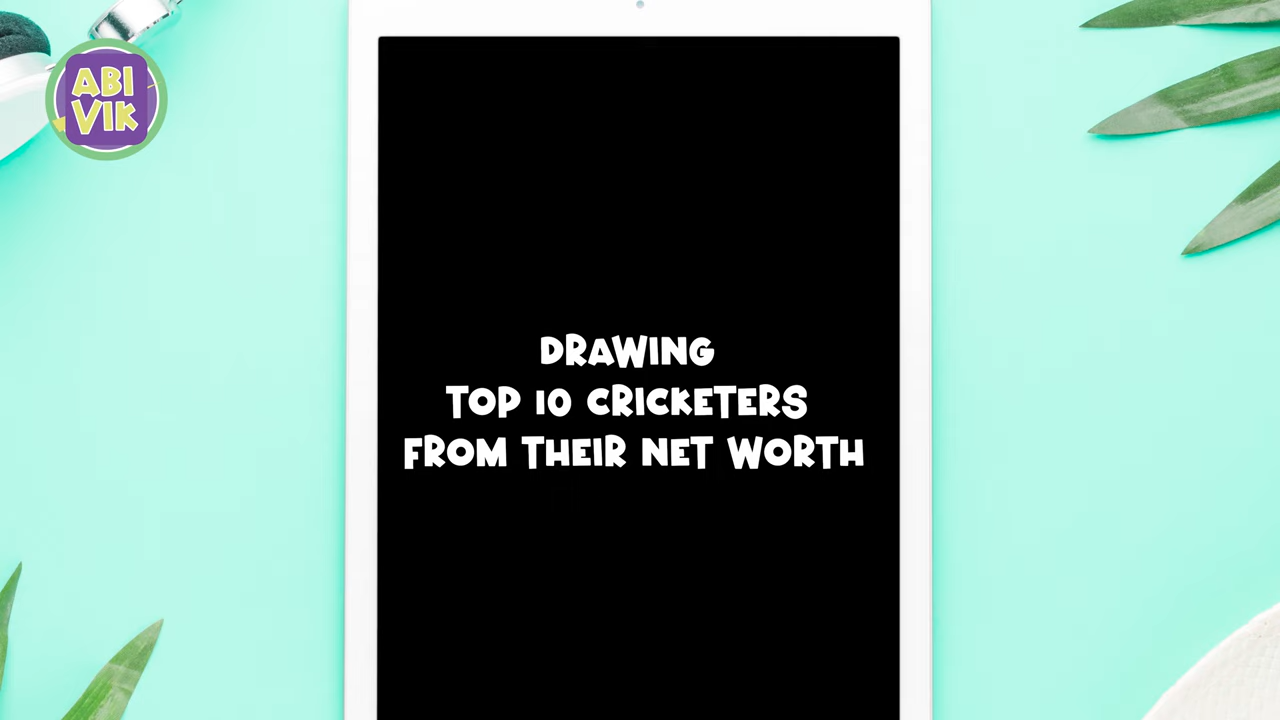 ABI
VIK
DRAWING
TOP 10 CRICKETERS
FROM THEIR NET WORTH